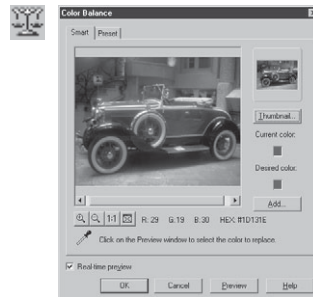 Color Balance
Smart Preset
Thumbnail...
Current color:
Desired color:
Add...
1:1 R: 29 G:19 B:30 HEX: #1D131E
Click on the Preview window to select the color to replace.
Real-time preview
OK Cancel Preview Help